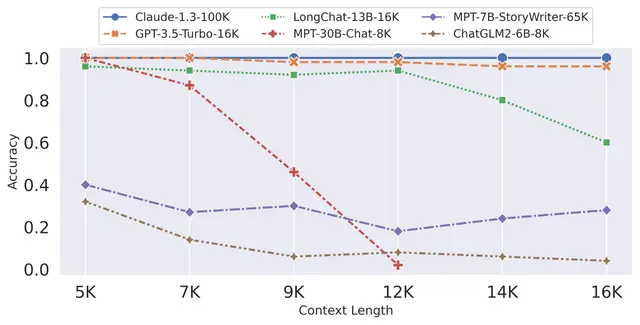 Claude-1.3-100K LongChat-13B-16K MPT-7B-StoryWriter-65K
GPT-3.5-Turbo-16K MPT-30B-Chat-8K ChatGLM2-6B-8K
1.0
0.8
0.6
0.4
0.2
0.0
Accuracy
5K 7K 9K 12K 14K 16K
Context Length